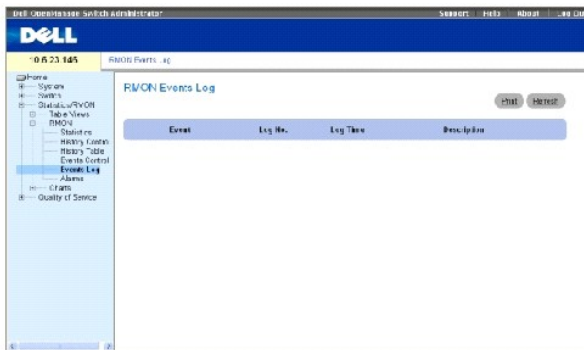 Dell OpenManage Switch Administrator
Support Help About Log Out
DELL
10.6.23.146
RMON Events Log
Home
System
Switch
Statistics/RMON
Table Views
RMON
Statistics
History Control
History Table
Events Control
Events Log
Alarms
Charts
Quality of Service
RMON Events Log
Print Refresh
Event Log No. Log Time Description